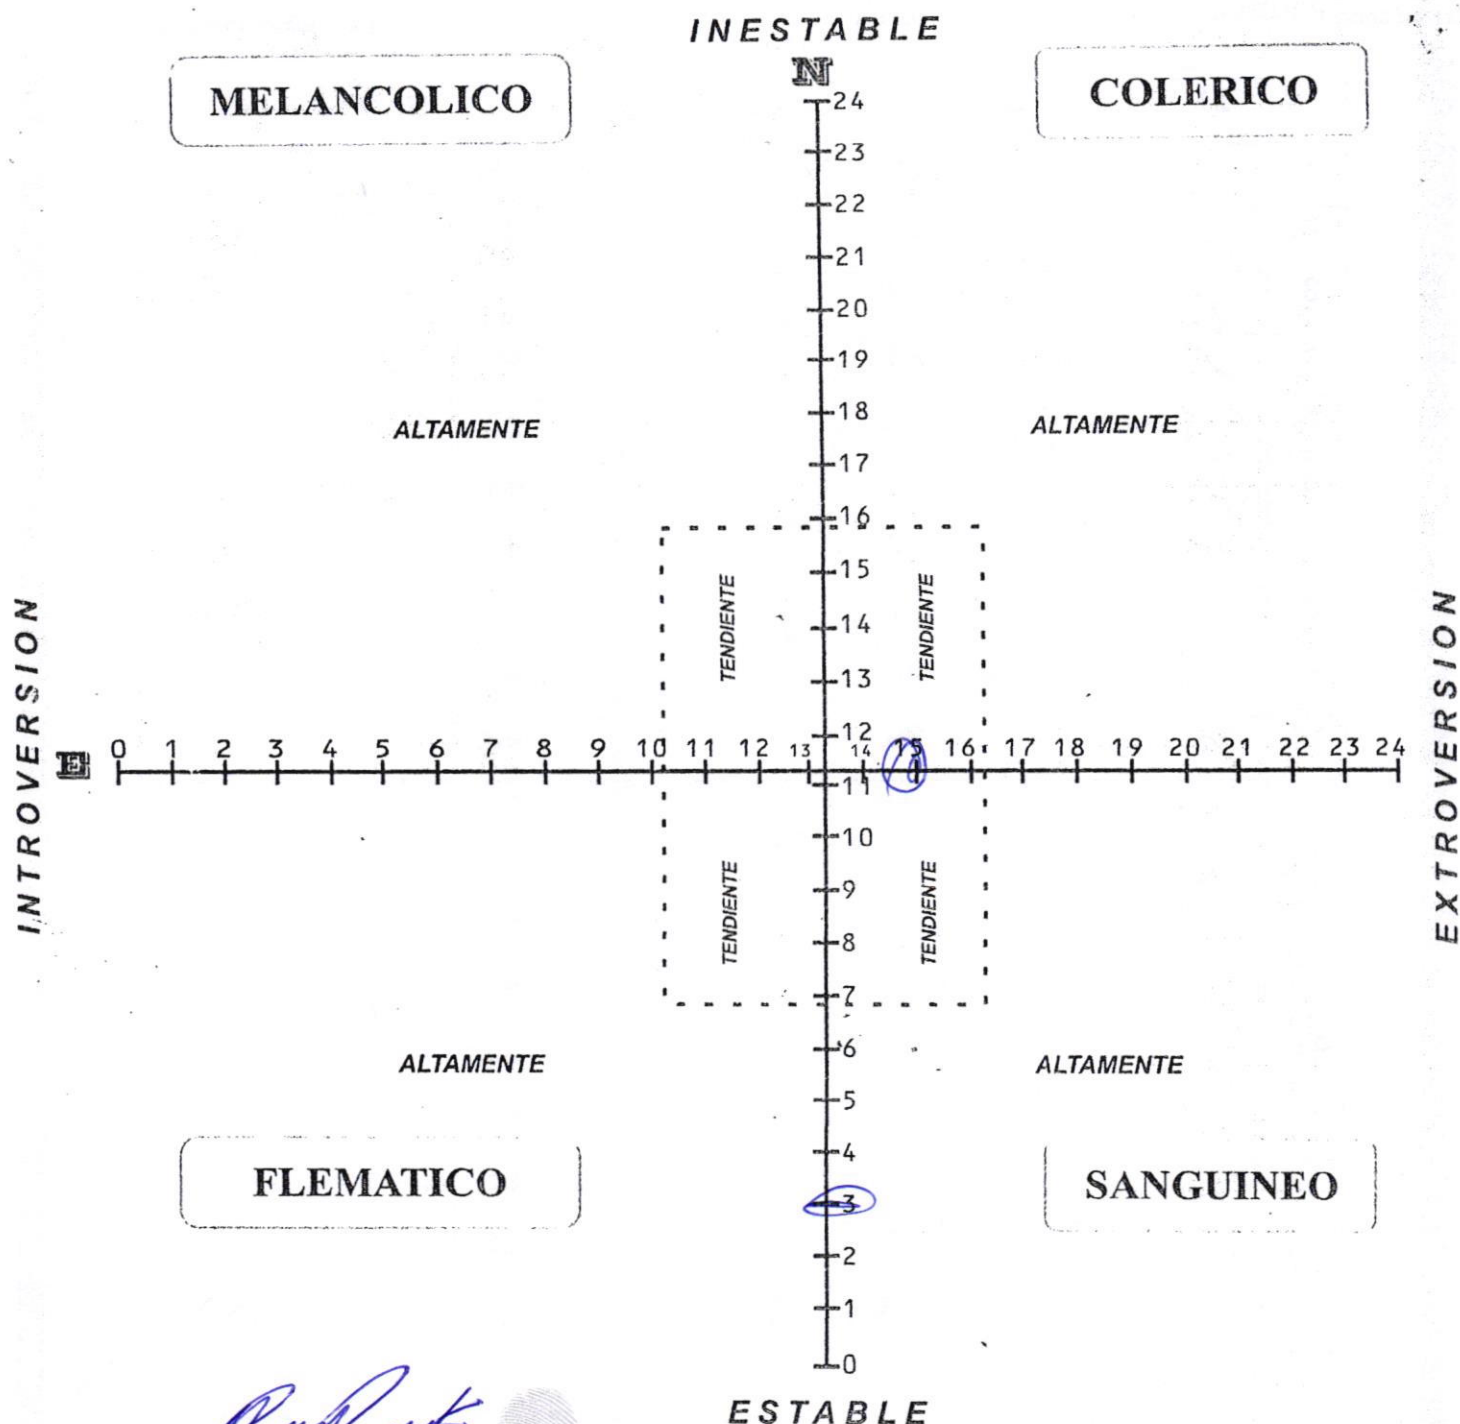 INESTABLE
N
MELANCOLICO
COLERICO
24
23
22
21
20
19
18
ALTAMENTE
ALTAMENTE
17
16
15
TENDIENTE
TENDIENTE
14
13
12
INTROVERSION
E
0 1 2 3 4 5 6 7 8 9 10 11 12 13 14 15 16 17 18 19 20 21 22 23 24
EXTROVERSION
11
10
TENDIENTE
TENDIENTE
9
8
7
6
ALTAMENTE
ALTAMENTE
5
4
FLEMATICO
SANGUINEO
3
2
1
0
ESTABLE